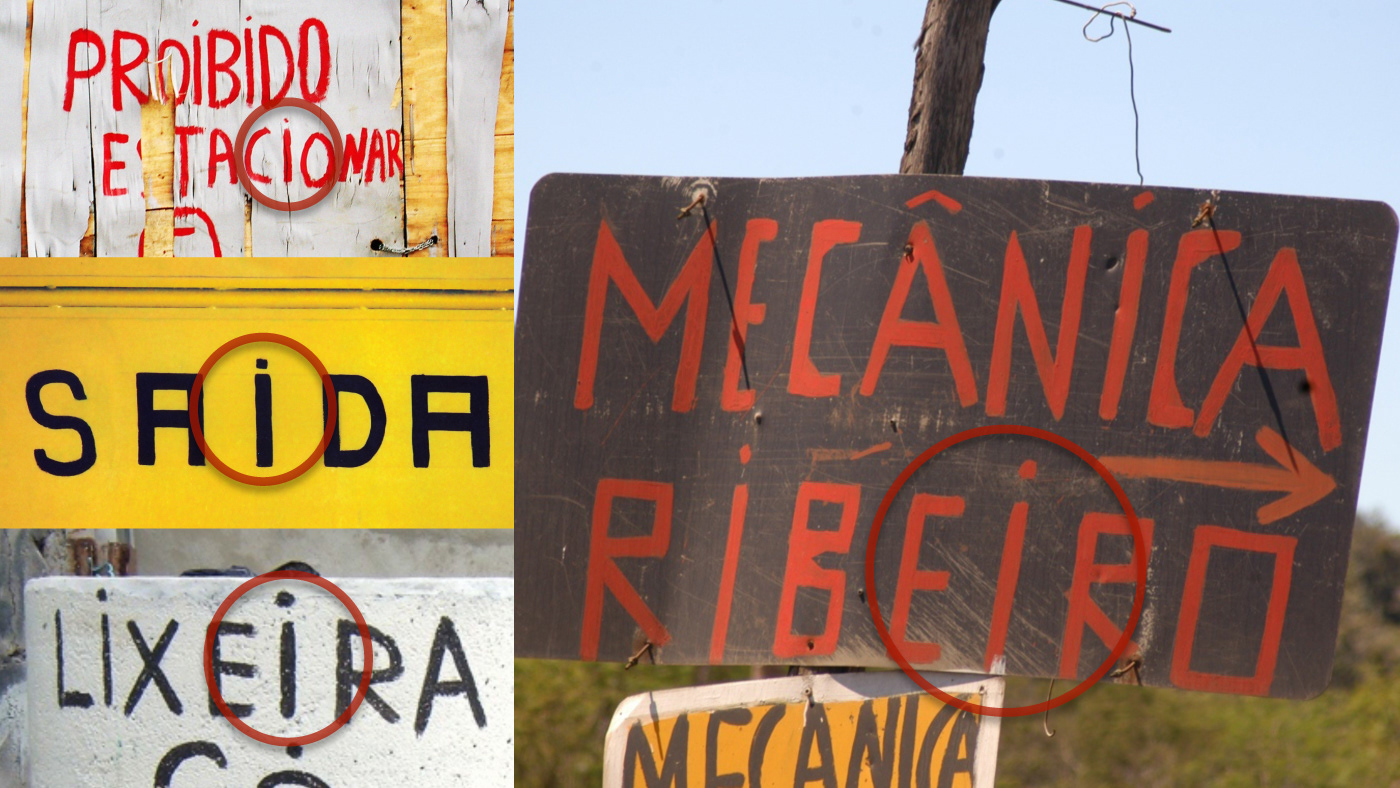 PROiBiDO
ESTACiONAR
SAiDA
LiXEiRA
MECÂNiCA
RiBEiRO
MECANICA